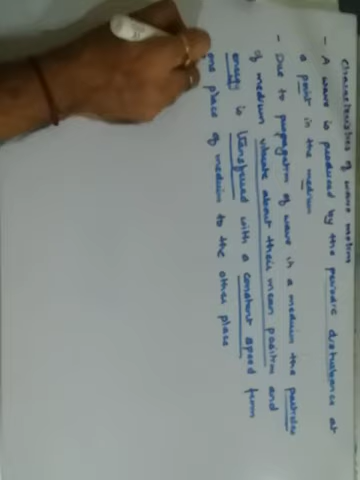 Characteristics of wave motion
- A wave is produced by the periodic disturbance at
a point in the medium
- Due to propagation of wave in a medium the particles
of medium vibrate about their mean position and
energy is transferred with a constant speed from
one place of medium to the other place